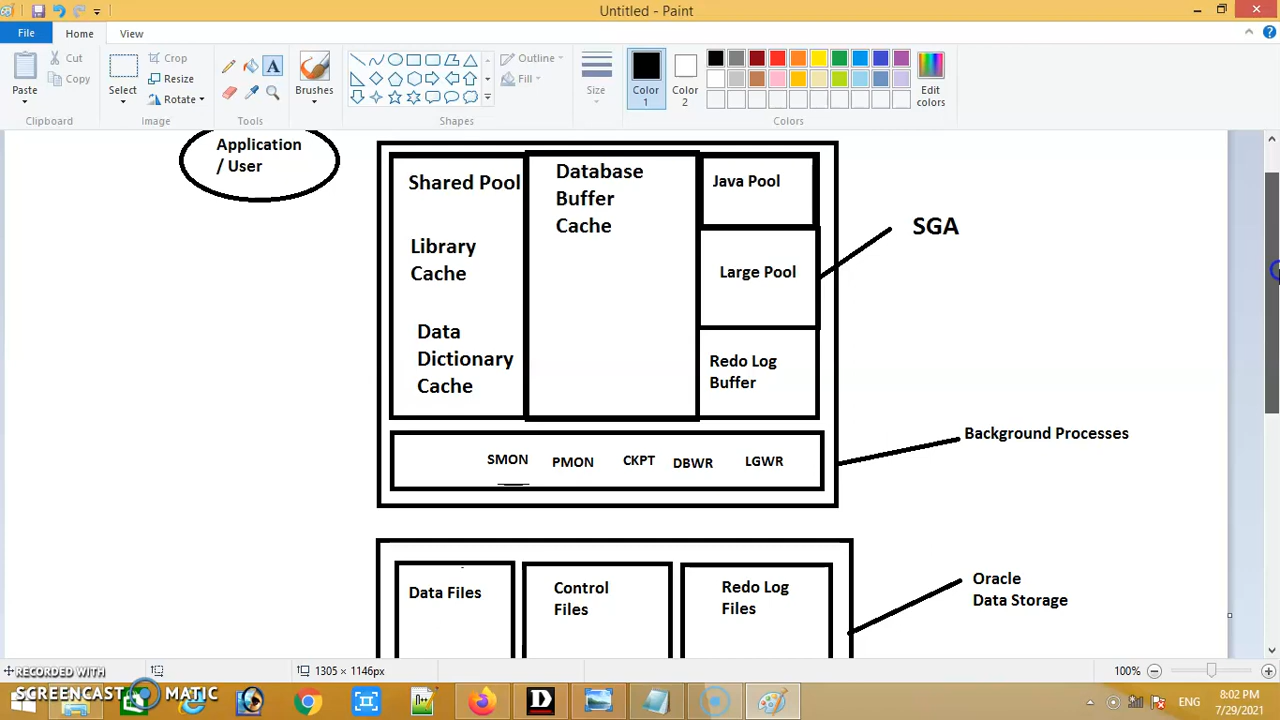 Untitled - Paint
File
Home
View
Paste
Cut
Copy
Clipboard
Select
Crop
Resize
Rotate
Image
A
Tools
Brushes
Outline
Fill
Shapes
Size
Color
1
Color
2
Edit
colors
Colors
Application
/ User
Shared Pool
Library
Cache
Data
Dictionary
Cache
Database
Buffer
Cache
Java Pool
Large Pool
Redo Log
Buffer
SGA
SMON PMON CKPT DBWR LGWR
Background Processes
Data Files
Control
Files
Redo Log
Files
Oracle
Data Storage
1305 × 1146px
100%
RECORDED WITH
SCREENCAST MATIC
ENG
8:02 PM
7/29/2021